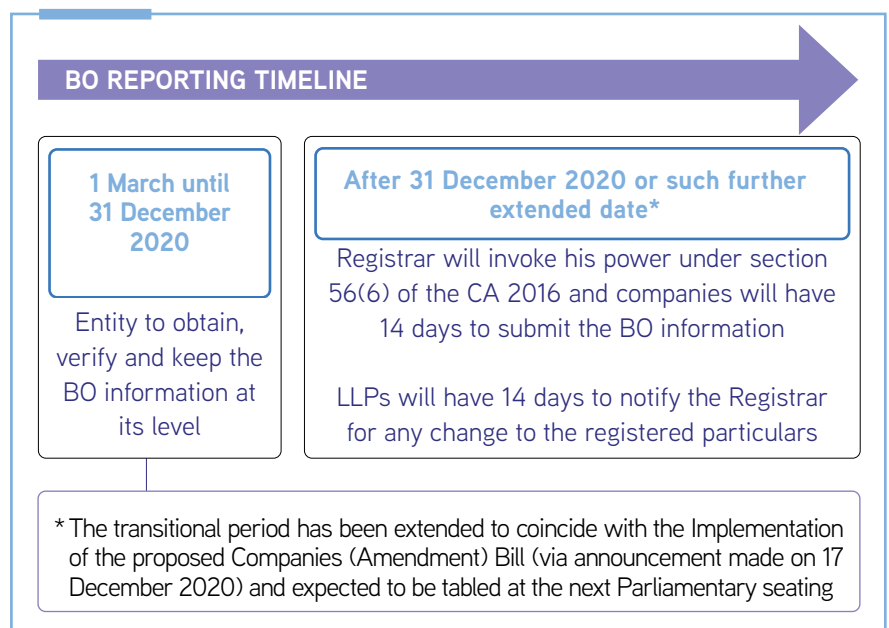 BO REPORTING TIMELINE
1 March until
31 December
2020
Entity to obtain,
verify and keep the
BO information at
its level
After 31 December 2020 or such further
extended date*
Registrar will invoke his power under section
56(6) of the CA 2016 and companies will have
14 days to submit the BO information
LLPs will have 14 days to notify the Registrar
for any change to the registered particulars
* The transitional period has been extended to coincide with the Implementation
of the proposed Companies (Amendment) Bill (via announcement made on 17
December 2020) and expected to be tabled at the next Parliamentary seating